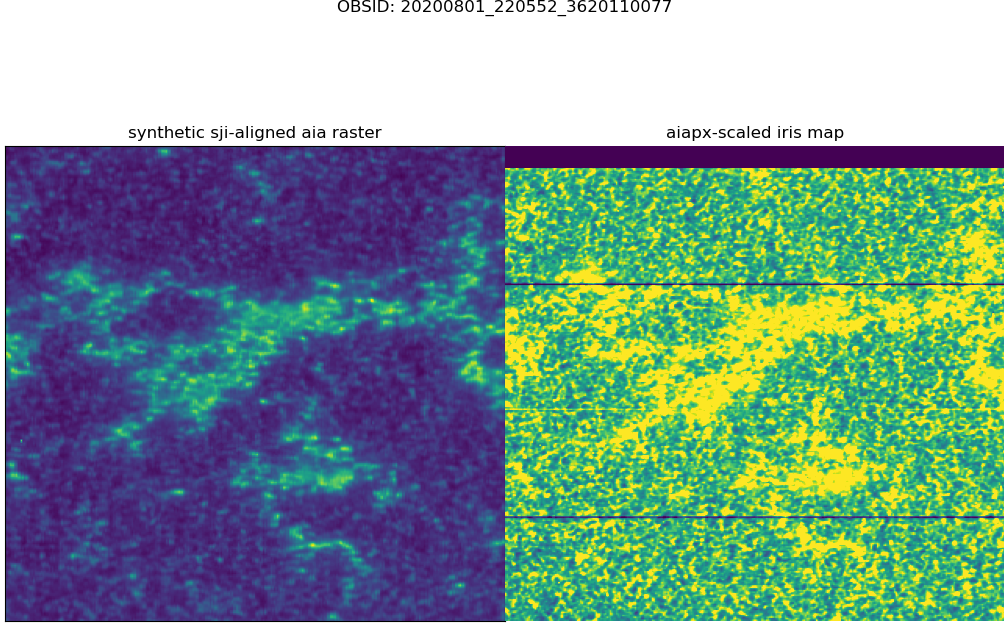 OBSID: 20200801_220552_3620110077
synthetic sji-aligned aia raster
aiapx-scaled iris map